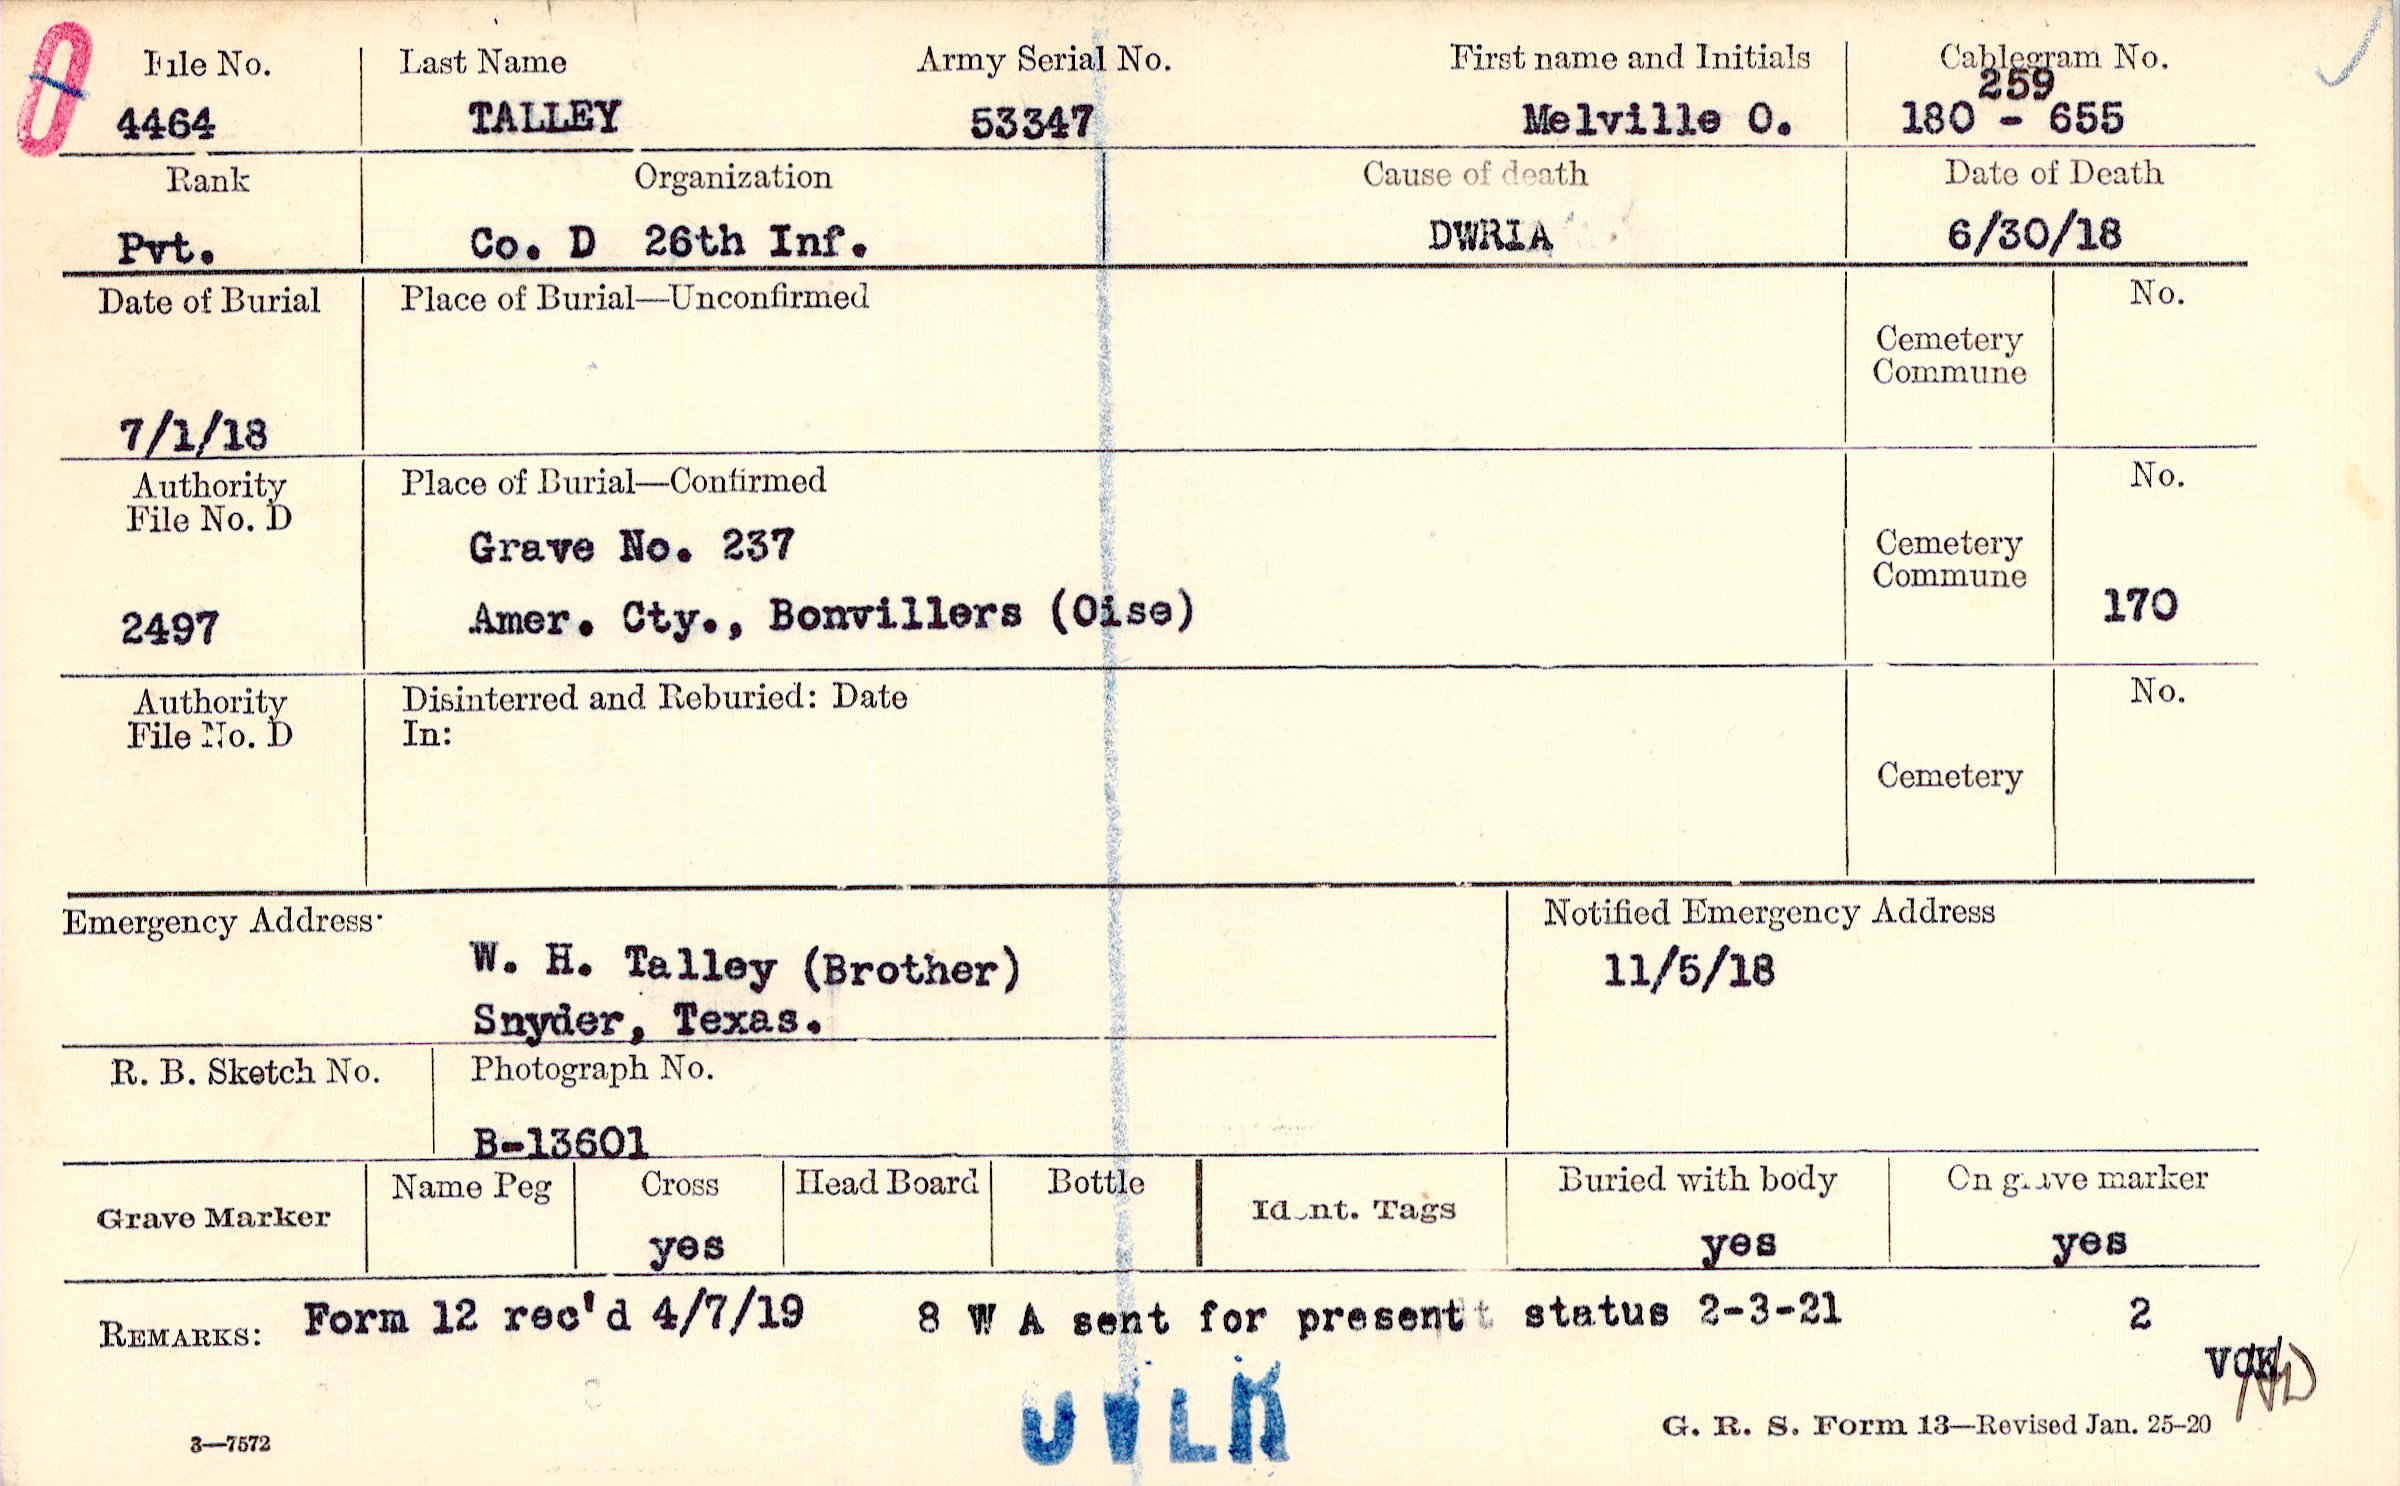 File No. Last Name Army Serial No. First name and Initials Cablegram No.
259
4464 TALLEY 53347 Melville O. 180 - 655
Rank Organization Cause of death Date of Death
Pvt. Co. D 26th Inf. DWRIA 6/30/18
Date of Burial Place of Burial—Unconfirmed No.
Cemetery
Commune
7/1/18
Authority Place of Burial—Confirmed No.
File No. D
Grave No. 237 Cemetery
Commune
2497 Amer. Cty., Bonvillers (Oise) 170
Authority Disinterred and Reburied: Date No.
File No. D In:
Cemetery
Emergency Address: Notified Emergency Address
W. H. Talley (Brother) 11/5/18
Snyder, Texas.
R. B. Sketch No. Photograph No.
B-13601
Grave Marker Name Peg Cross Head Board Bottle Ident. Tags Buried with body On grave marker
yes yes yes
REMARKS: Form 12 rec'd 4/7/19 8 W A sent for present status 2-3-21 2
VCK
3—7572
G. R. S. Form 13—Revised Jan. 25-20